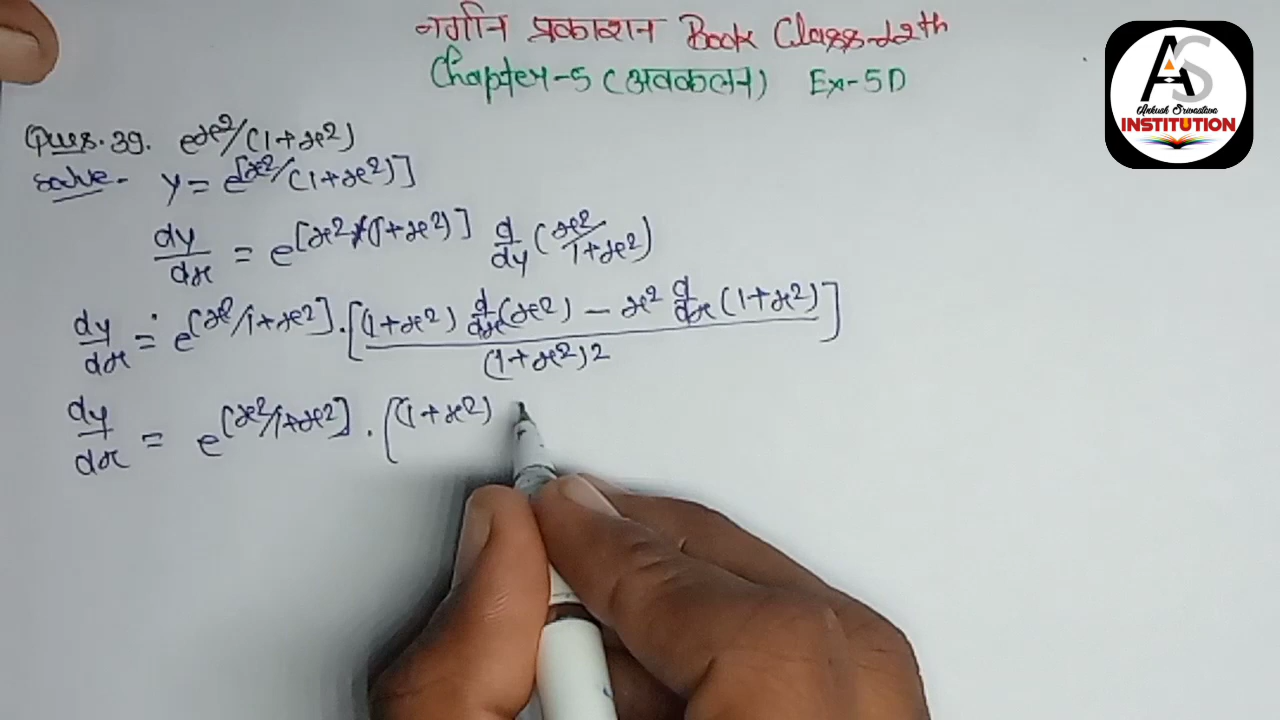 नगीन प्रकाशन Book Class-12th
Chapter-5 (अवकलन) Ex-5D
AS
Ankush Srivastava
INSTITUTION
Ques.39. e^x²/(1+x²)
solve- y = e^[x²/(1+x²)]
dy/dx = e^[x²/(1+x²)] d/dy (x²/1+x²)
dy/dx = e^[x²/1+x²] . [(1+x²) d/dx (x²) - x² d/dx (1+x²) / (1+x²)2]
dy/dx = e^[x²/1+x²] . [(1+x²)